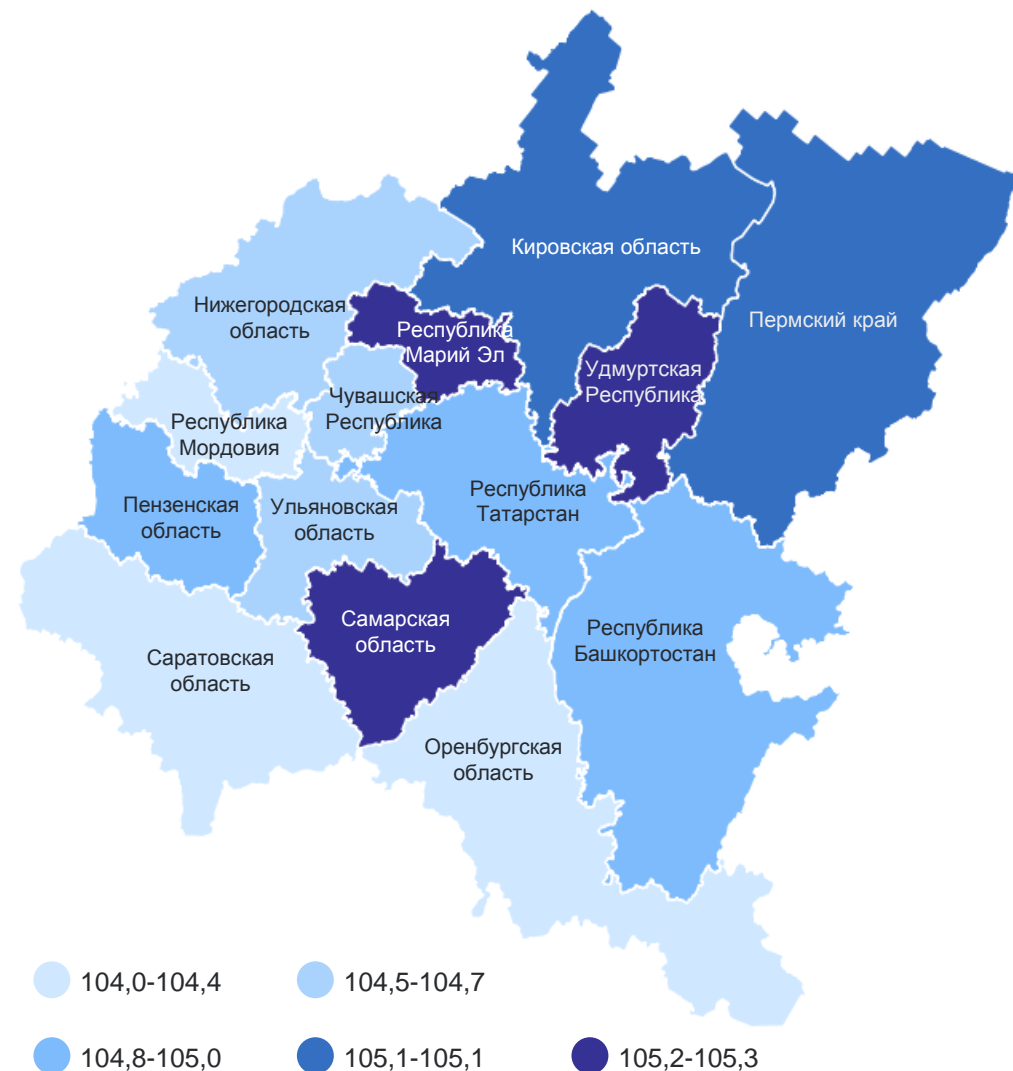 Кировская область
Нижегородская
область
Пермский край
Республика
Марий Эл
Удмуртская
Республика
Чувашская
Республика
Республика
Мордовия
Республика
Татарстан
Пензенская
область
Ульяновская
область
Самарская
область
Республика
Башкортостан
Саратовская
область
Оренбургская
область
104,0-104,4
104,5-104,7
104,8-105,0
105,1-105,1
105,2-105,3